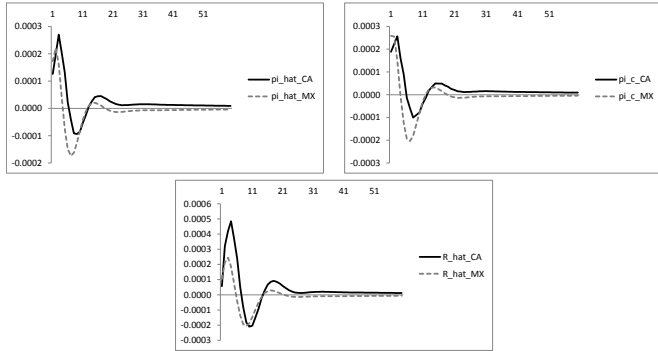 1 11 21 31 41 51
0.0003
0.0002
0.0001
0.0000
-0.0001
-0.0002
pi_hat_CA
pi_hat_MX
1 11 21 31 41 51
0.0003
0.0002
0.0001
0.0000
-0.0001
-0.0002
-0.0003
pi_c_CA
pi_c_MX
1 11 21 31 41 51
0.0006
0.0005
0.0004
0.0003
0.0002
0.0001
0.0000
-0.0001
-0.0002
-0.0003
R_hat_CA
R_hat_MX